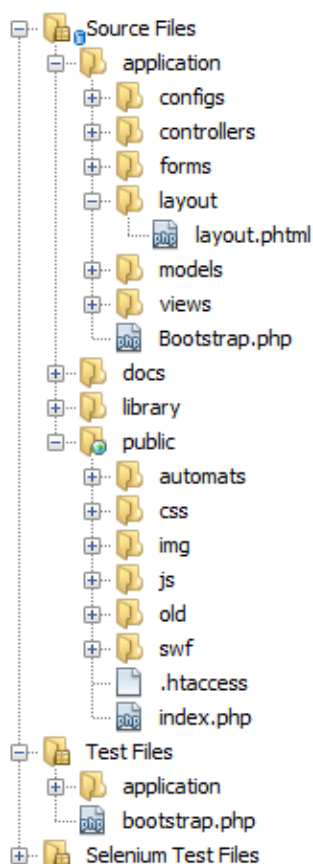 Source Files
application
configs
controllers
forms
layout
layout.phtml
models
views
Bootstrap.php
docs
library
public
automats
css
img
js
old
swf
.htaccess
index.php
Test Files
application
bootstrap.php
Selenium Test Files